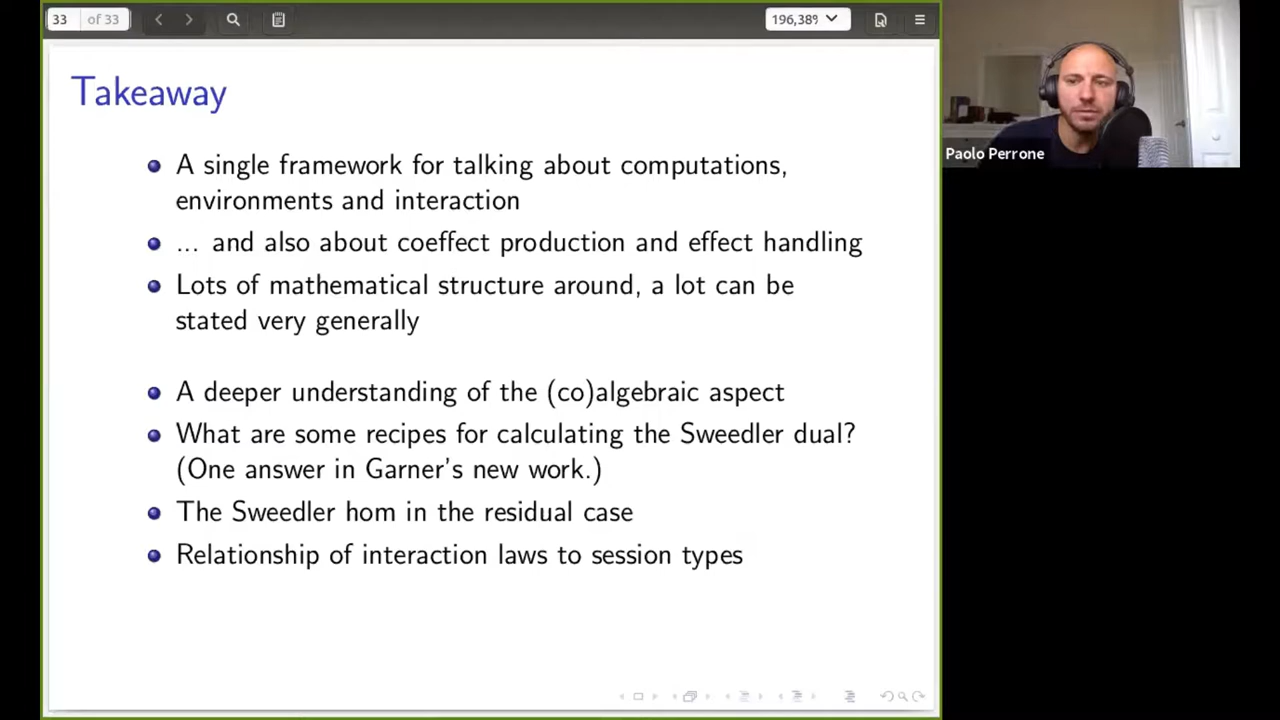 33 of 33 196,38%
Takeaway
A single framework for talking about computations,
environments and interaction
... and also about coeffect production and effect handling
Lots of mathematical structure around, a lot can be
stated very generally
A deeper understanding of the (co)algebraic aspect
What are some recipes for calculating the Sweedler dual?
(One answer in Garner's new work.)
The Sweedler hom in the residual case
Relationship of interaction laws to session types
Paolo Perrone